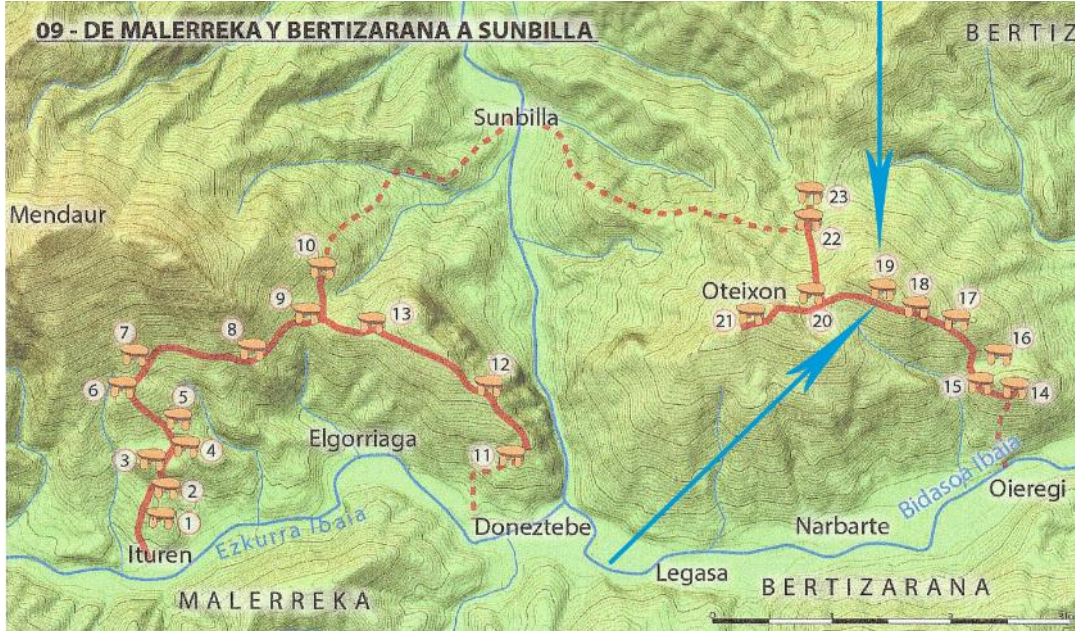 09 - DE MALERREKA Y BERTIZARANA A SUNBILLA
BERTIZ
Sunbilla
Mendaur
23
22
10
19
Oteixon
18
9
17
13
21
20
7
8
16
12
6
15
14
5
Elgorriaga
4
3
11
2
Bidasoa Ibaia
Oieregi
1
Ezkurra Ibaia
Doneztebe
Narbarte
Ituren
Legasa
BERTIZARANA
MALERREKA